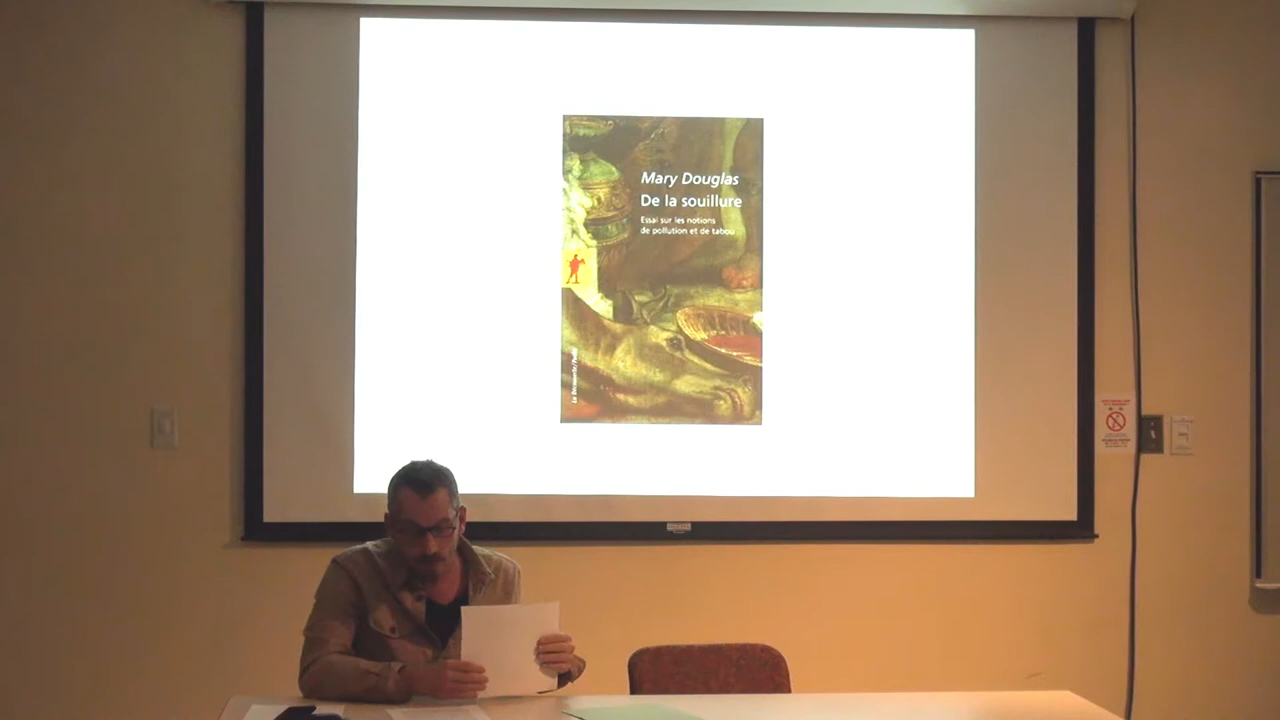 Mary Douglas
De la souillure
Essai sur les notions
de pollution et de tabou
La Découverte/Poche